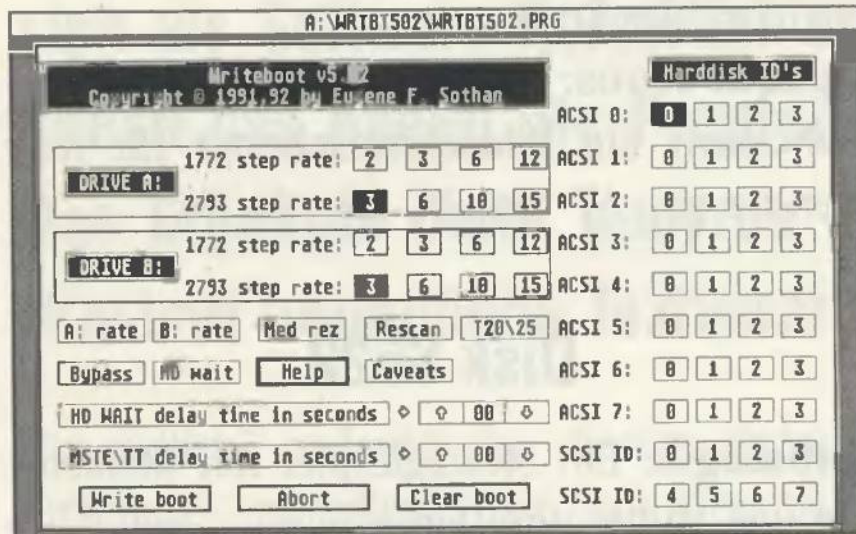 A:\WRTBT502\WRTBT502.PRG
Writeboot
Copyright © 1991,92 by Eugene F. Sothan
Harddisk ID's
ACSI 0: 0 1 2 3
DRIVE A:
1772 step rate: 2 3 6 12
ACSI 1: 0 1 2 3
2793 step rate: 3 6 10 15
ACSI 2: 0 1 2 3
DRIVE B:
1772 step rate: 2 3 6 12
ACSI 3: 0 1 2 3
2793 step rate: 3 6 10 15
ACSI 4: 0 1 2 3
A: rate B: rate Med rez Rescan T20\25
ACSI 5: 0 1 2 3
Bypass HD wait Help Caveats
ACSI 6: 0 1 2 3
HD WAIT delay time in seconds 00
ACSI 7: 0 1 2 3
MSTE\TT delay time in seconds 00
SCSI ID: 0 1 2 3
Write boot Abort Clear boot
SCSI ID: 4 5 6 7